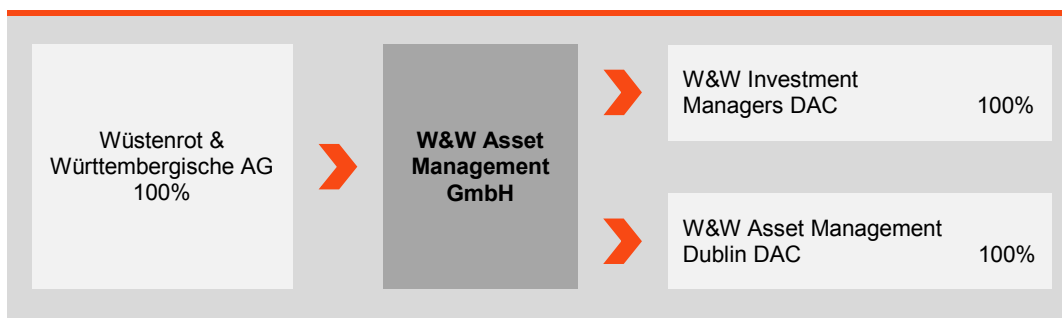 Wüstenrot &
Württembergische AG
100%
W&W Asset
Management
GmbH
W&W Investment
Managers DAC 100%
W&W Asset Management
Dublin DAC 100%